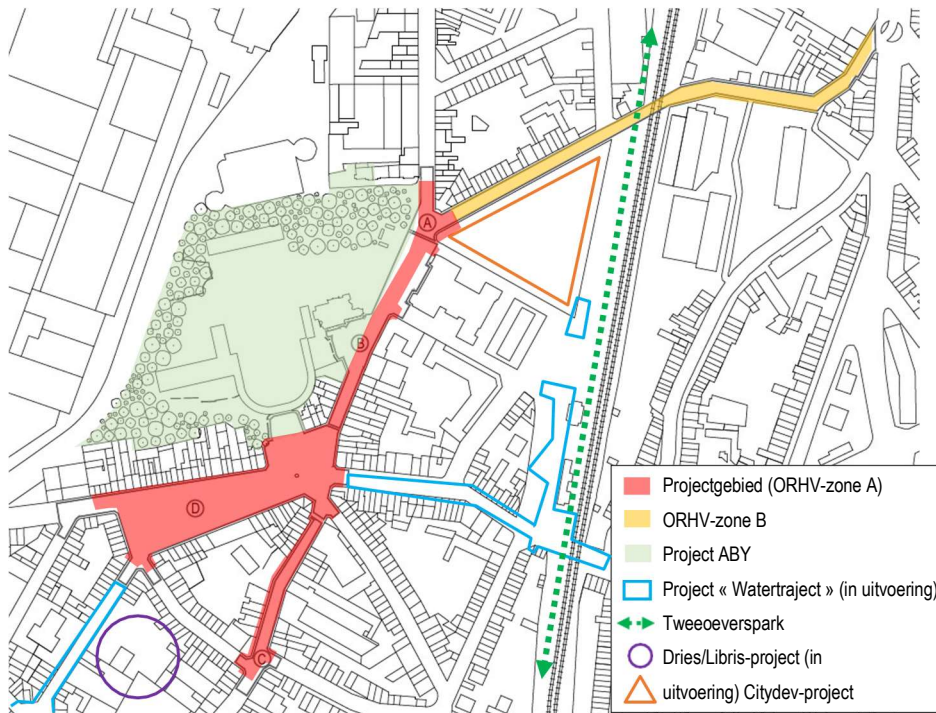 A
B
D
C
Projectgebied (ORHV-zone A)
ORHV-zone B
Project ABY
Project « Watertraject » (in uitvoering)
Tweeoeverspark
Dries/Libris-project (in
uitvoering) Citydev-project